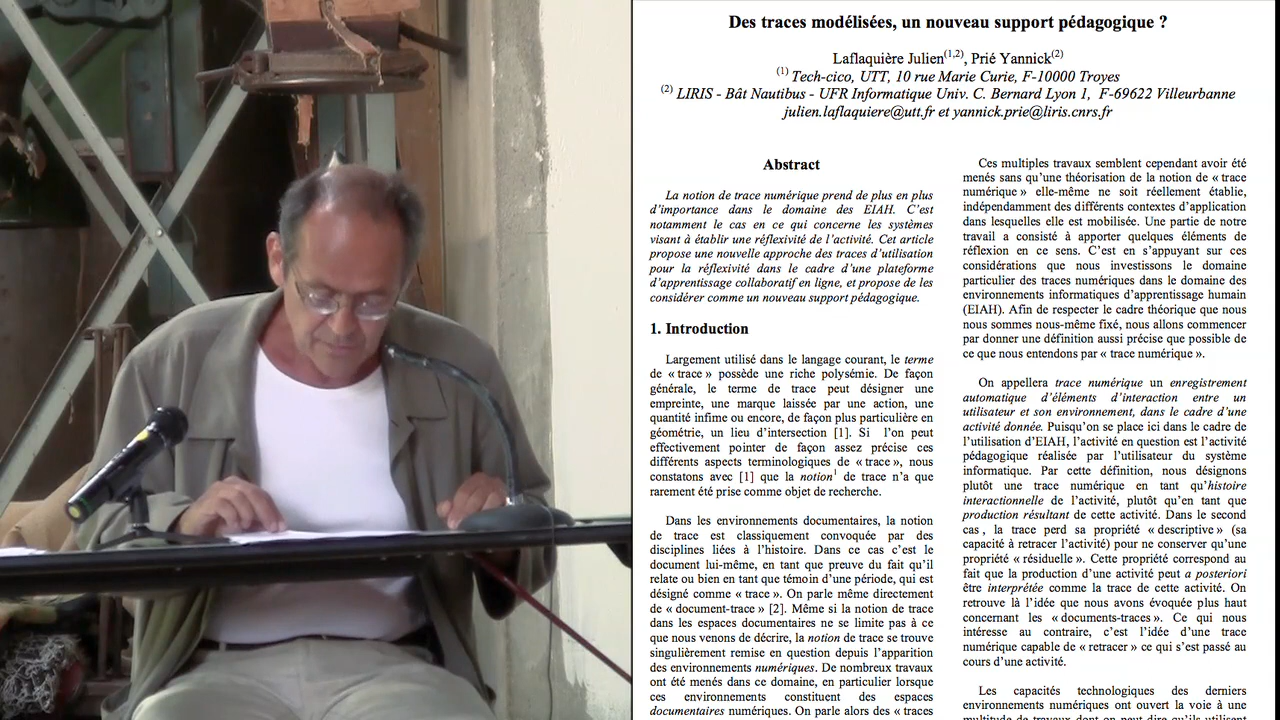 Des traces modélisées, un nouveau support pédagogique ?
Laflaquière Julien(1,2), Prié Yannick(2)
(1) Tech-cico, UTT, 10 rue Marie Curie, F-10000 Troyes
(2) LIRIS - Bât Nautibus - UFR Informatique Univ. C. Bernard Lyon 1, F-69622 Villeurbanne
julien.laflaquiere@utt.fr et yannick.prie@liris.cnrs.fr
Abstract
La notion de trace numérique prend de plus en plus
d'importance dans le domaine des EIAH. C'est
notamment le cas en ce qui concerne les systèmes
visant à établir une réflexivité de l'activité. Cet article
propose une nouvelle approche des traces d'utilisation
pour la réflexivité dans le cadre d'une plateforme
d'apprentissage collaboratif en ligne, et propose de les
considérer comme un nouveau support pédagogique.
1. Introduction
Largement utilisé dans le langage courant, le terme
de « trace » possède une riche polysémie. De façon
générale, le terme de trace peut désigner une
empreinte, une marque laissée par une action, une
quantité infime ou encore, de façon plus particulière en
géométrie, un lieu d'intersection [1]. Si l'on peut
effectivement pointer de façon assez précise ces
différents aspects terminologiques de « trace », nous
constatons avec [1] que la notion1 de trace n'a que
rarement été prise comme objet de recherche.
Dans les environnements documentaires, la notion
de trace est classiquement convoquée par des
disciplines liées à l'histoire. Dans ce cas c'est le
document lui-même, en tant que preuve du fait qu'il
relate ou bien en tant que témoin d'une période, qui est
désigné comme « trace ». On parle même directement
de « document-trace » [2]. Même si la notion de trace
dans les espaces documentaires ne se limite pas à ce
que nous venons de décrire, la notion de trace se trouve
singulièrement remise en question depuis l'apparition
des environnements numériques. De nombreux travaux
ont été menés dans ce domaine, en particulier lorsque
ces environnements constituent des espaces
documentaires numériques. On parle alors des « traces
Ces multiples travaux semblent cependant avoir été
menés sans qu'une théorisation de la notion de « trace
numérique » elle-même ne soit réellement établie,
indépendamment des différents contextes d'application
dans lesquelles elle est mobilisée. Une partie de notre
travail a consisté à apporter quelques éléments de
réflexion en ce sens. C'est en s'appuyant sur ces
considérations que nous investissons le domaine
particulier des traces numériques dans le domaine des
environnements informatiques d'apprentissage humain
(EIAH). Afin de respecter le cadre théorique que nous
nous sommes nous-même fixé, nous allons commencer
par donner une définition aussi précise que possible de
ce que nous entendons par « trace numérique ».
On appellera trace numérique un enregistrement
automatique d'éléments d'interaction entre un
utilisateur et son environnement, dans le cadre d'une
activité donnée. Puisqu'on se place ici dans le cadre de
l'utilisation d'EIAH, l'activité en question est l'activité
pédagogique réalisée par l'utilisateur du système
informatique. Par cette définition, nous désignons
plutôt une trace numérique en tant qu'histoire
interactionnelle de l'activité, plutôt qu'en tant que
production résultant de cette activité. Dans le second
cas, la trace perd sa propriété « descriptive » (sa
capacité à retracer l'activité) pour ne conserver qu'une
propriété « résiduelle ». Cette propriété correspond au
fait que la production d'une activité peut a posteriori
être interprétée comme la trace de cette activité. On
retrouve là l'idée que nous avons évoquée plus haut
concernant les « documents-traces ». Ce qui nous
intéresse au contraire, c'est l'idée d'une trace
numérique capable de « retracer » ce qui s'est passé au
cours d'une activité.
Les capacités technologiques des derniers
environnements numériques ont ouvert la voie à une
multitude de travaux dont on peut dire qu'ils utilisent